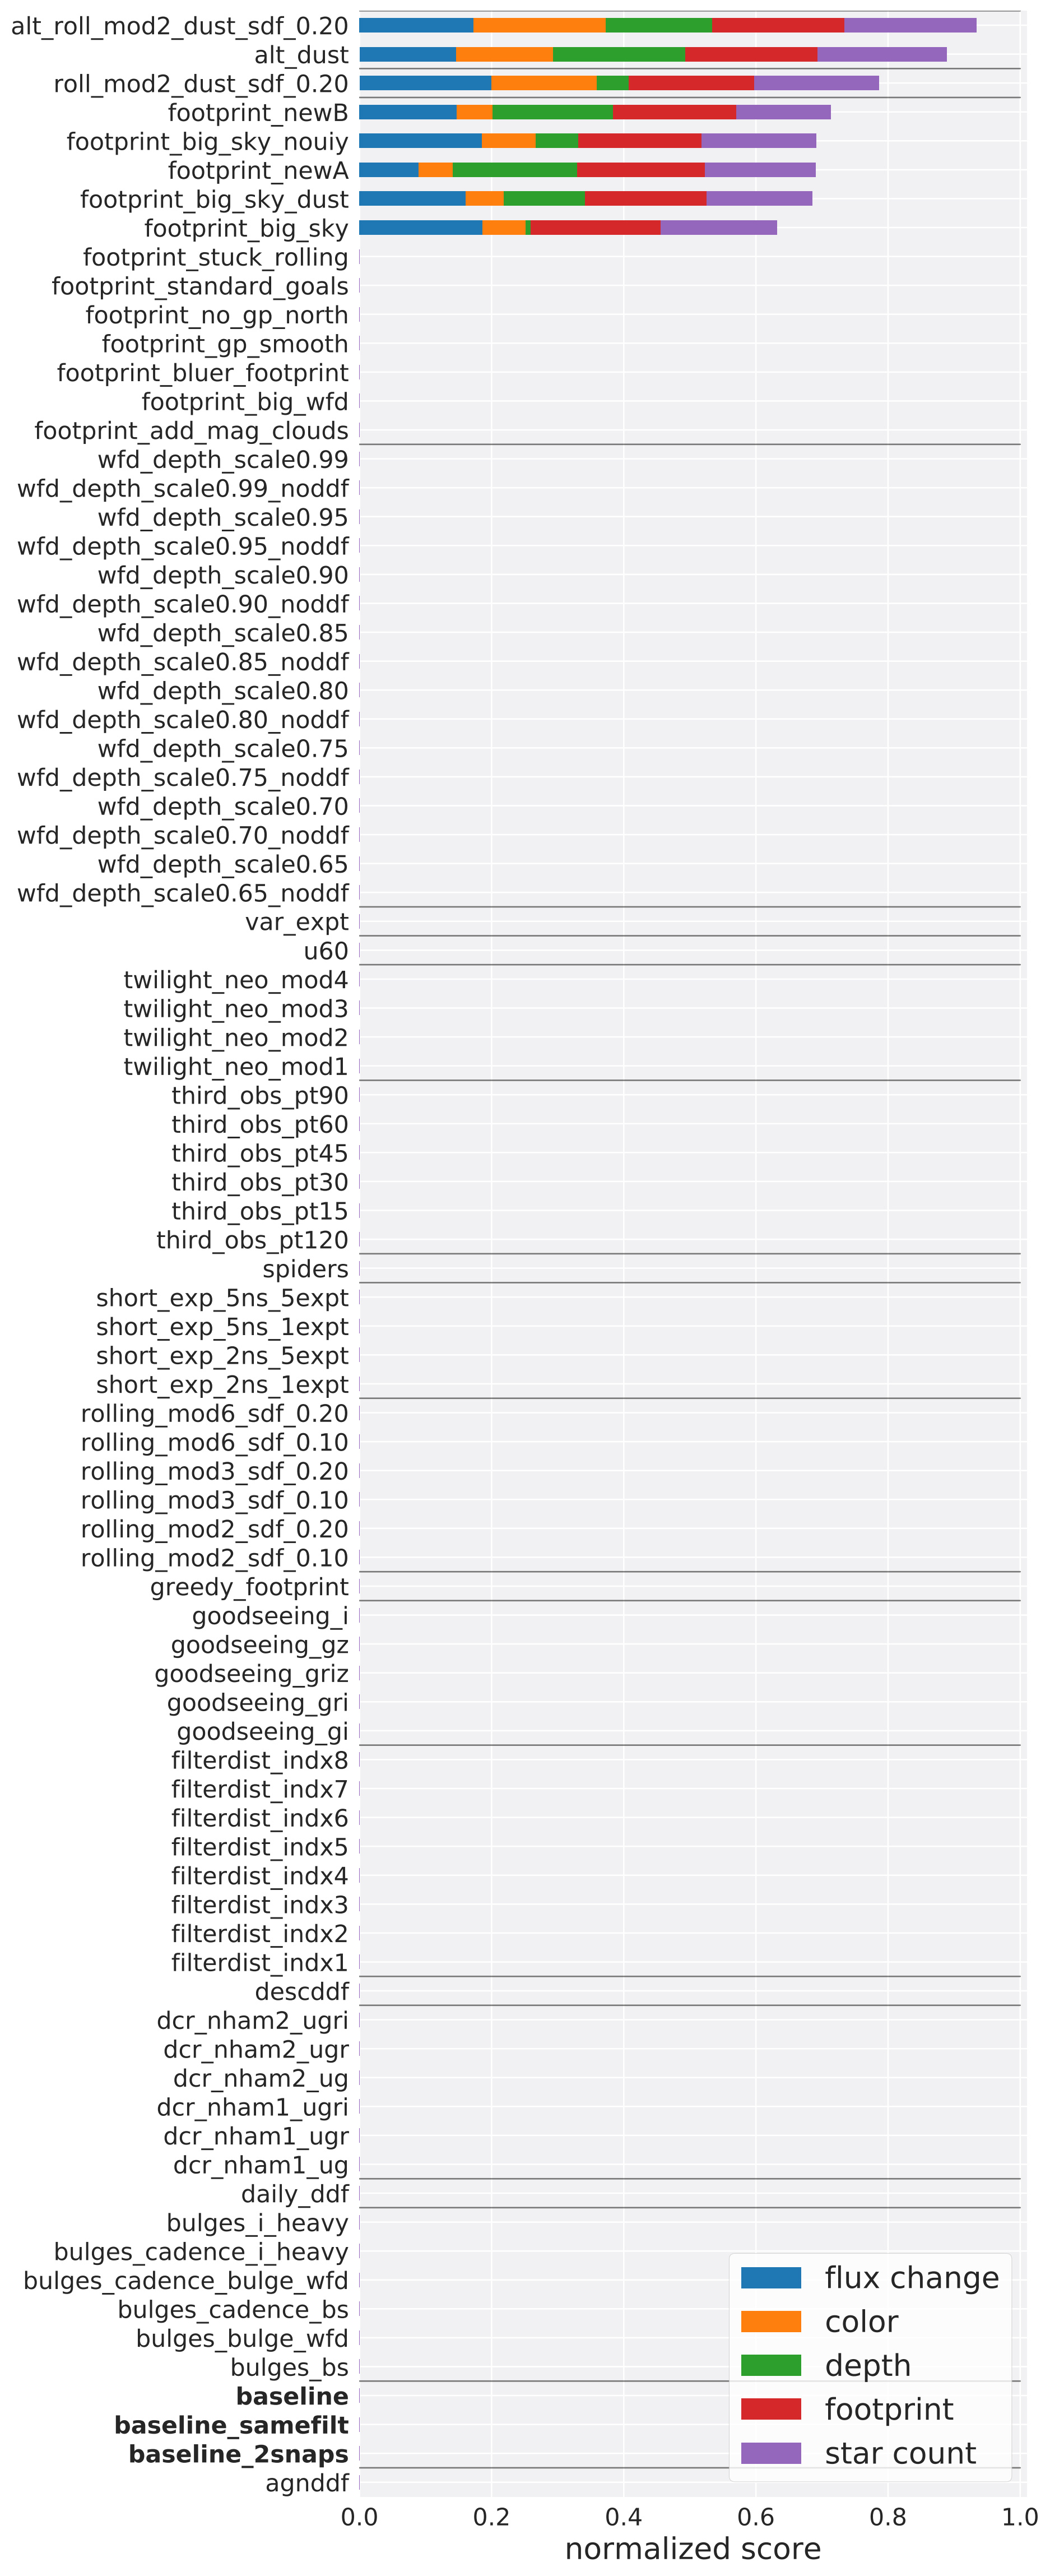 alt_roll_mod2_dust_sdf_0.20
alt_dust
roll_mod2_dust_sdf_0.20
footprint_newB
footprint_big_sky_nouiy
footprint_newA
footprint_big_sky_dust
footprint_big_sky
footprint_stuck_rolling
footprint_standard_goals
footprint_no_gp_north
footprint_gp_smooth
footprint_bluer_footprint
footprint_big_wfd
footprint_add_mag_clouds
wfd_depth_scale0.99
wfd_depth_scale0.99_noddf
wfd_depth_scale0.95
wfd_depth_scale0.95_noddf
wfd_depth_scale0.90
wfd_depth_scale0.90_noddf
wfd_depth_scale0.85
wfd_depth_scale0.85_noddf
wfd_depth_scale0.80
wfd_depth_scale0.80_noddf
wfd_depth_scale0.75
wfd_depth_scale0.75_noddf
wfd_depth_scale0.70
wfd_depth_scale0.70_noddf
wfd_depth_scale0.65
wfd_depth_scale0.65_noddf
var_expt
u60
twilight_neo_mod4
twilight_neo_mod3
twilight_neo_mod2
twilight_neo_mod1
third_obs_pt90
third_obs_pt60
third_obs_pt45
third_obs_pt30
third_obs_pt15
third_obs_pt120
spiders
short_exp_5ns_5expt
short_exp_5ns_1expt
short_exp_2ns_5expt
short_exp_2ns_1expt
rolling_mod6_sdf_0.20
rolling_mod6_sdf_0.10
rolling_mod3_sdf_0.20
rolling_mod3_sdf_0.10
rolling_mod2_sdf_0.20
rolling_mod2_sdf_0.10
greedy_footprint
goodseeing_i
goodseeing_gz
goodseeing_griz
goodseeing_gri
goodseeing_gi
filterdist_indx8
filterdist_indx7
filterdist_indx6
filterdist_indx5
filterdist_indx4
filterdist_indx3
filterdist_indx2
filterdist_indx1
descddf
dcr_nham2_ugri
dcr_nham2_ugr
dcr_nham2_ug
dcr_nham1_ugri
dcr_nham1_ugr
dcr_nham1_ug
daily_ddf
bulges_i_heavy
bulges_cadence_i_heavy
bulges_cadence_bulge_wfd
bulges_cadence_bs
bulges_bulge_wfd
bulges_bs
baseline
baseline_samefilt
baseline_2snaps
agnddf
flux change
color
depth
footprint
star count
0.0 0.2 0.4 0.6 0.8 1.0
normalized score